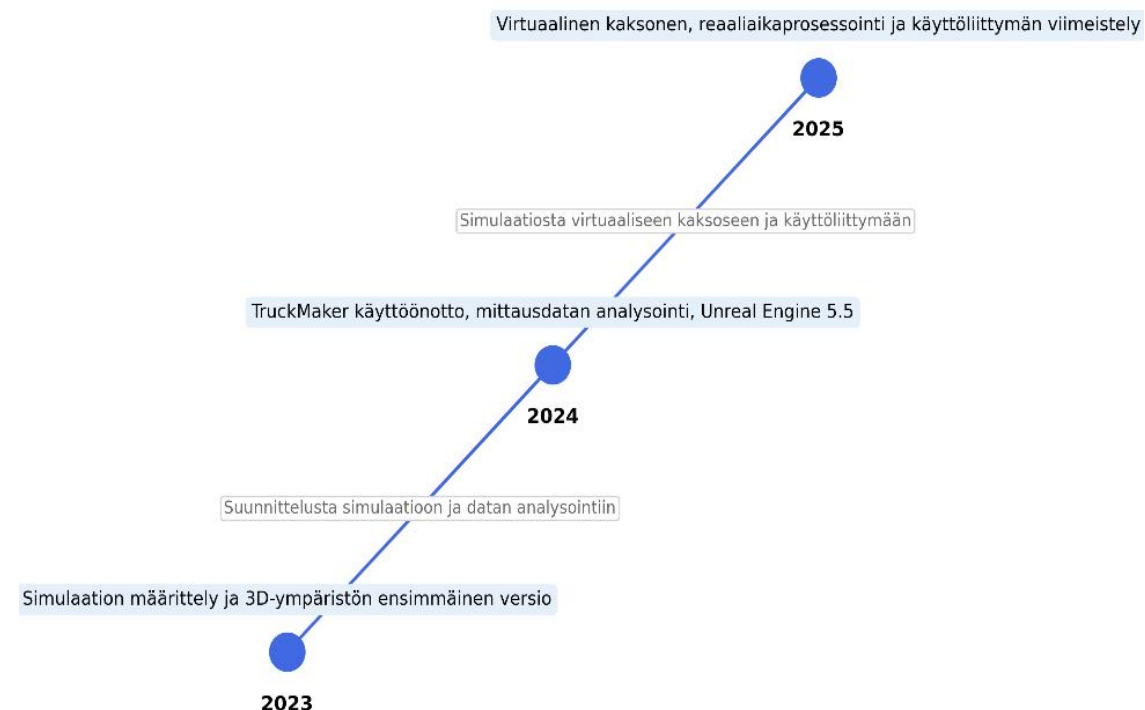 Virtuaalinen kaksonen, reaaliaikaprosessointi ja käyttöliittymän viimeistely
2025
Simulaatiosta virtuaaliseen kaksoseen ja käyttöliittymään
TruckMaker käyttöönotto, mittausdatan analysointi, Unreal Engine 5.5
2024
Suunnittelusta simulaatioon ja datan analysointiin
Simulaation määrittely ja 3D-ympäristön ensimmäinen versio
2023